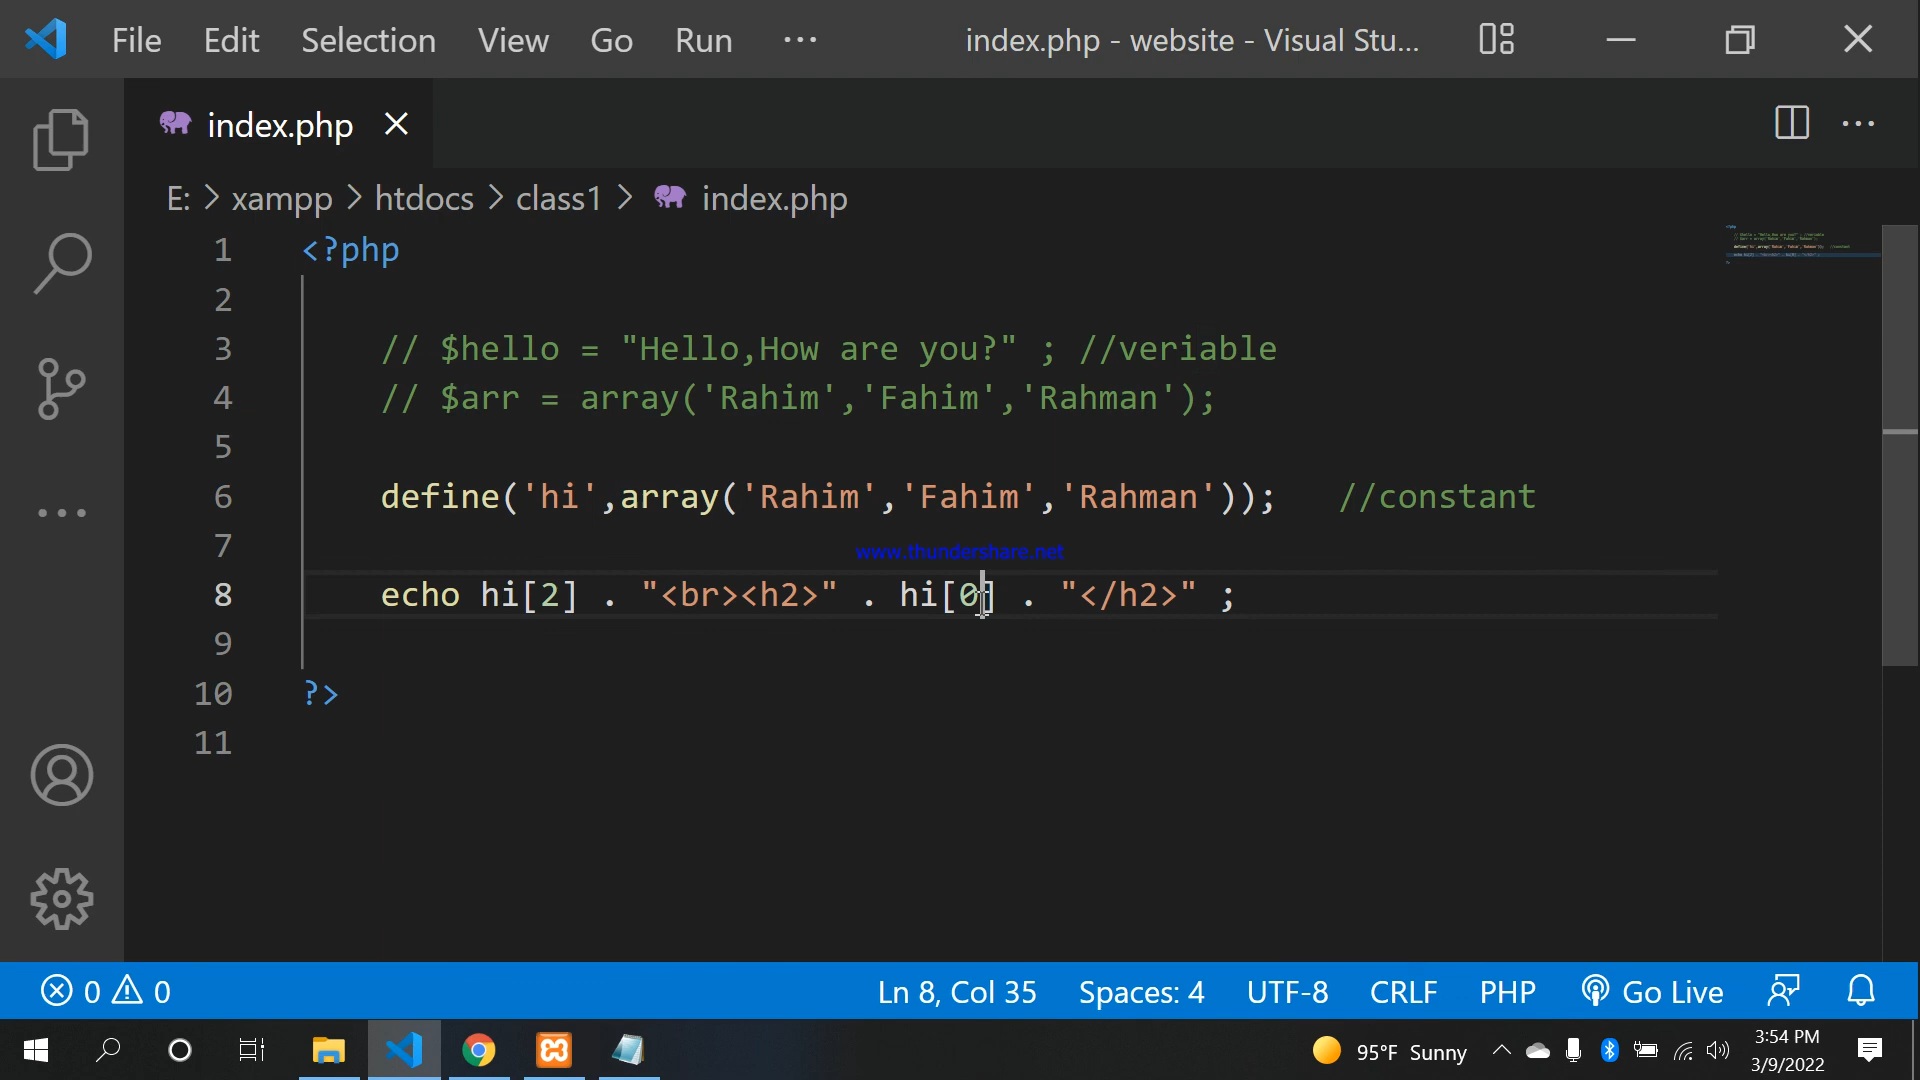 File Edit Selection View Go Run ··· index.php - website - Visual Stu...
index.php
E: > xampp > htdocs > class1 > index.php
1 <?php
2
3 // $hello = "Hello,How are you?" ; //veriable
4 // $arr = array('Rahim','Fahim','Rahman');
5
6 define('hi',array('Rahim','Fahim','Rahman')); //constant
7
www.thundershare.net
8 echo hi[2] . "<br><h2>" . hi[0] . "</h2>" ;
9
10 ?>
11
0 0 Ln 8, Col 35 Spaces: 4 UTF-8 CRLF PHP Go Live
95°F Sunny 3:54 PM
3/9/2022